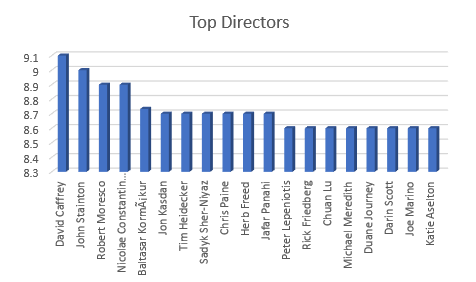 Top Directors
9.1
9
8.9
8.8
8.7
8.6
8.5
8.4
8.3
David Caffrey
John Stainton
Robert Moresco
Nicolae Constantin…
Baltasar KormÃ¡kur
Jon Kasdan
Tim Heidecker
Sadyk Sher-Niyaz
Chris Paine
Herb Freed
Jafar Panahi
Peter Lepeniotis
Rick Friedberg
Chuan Lu
Michael Meredith
Duane Journey
Darin Scott
Joe Marino
Katie Aselton